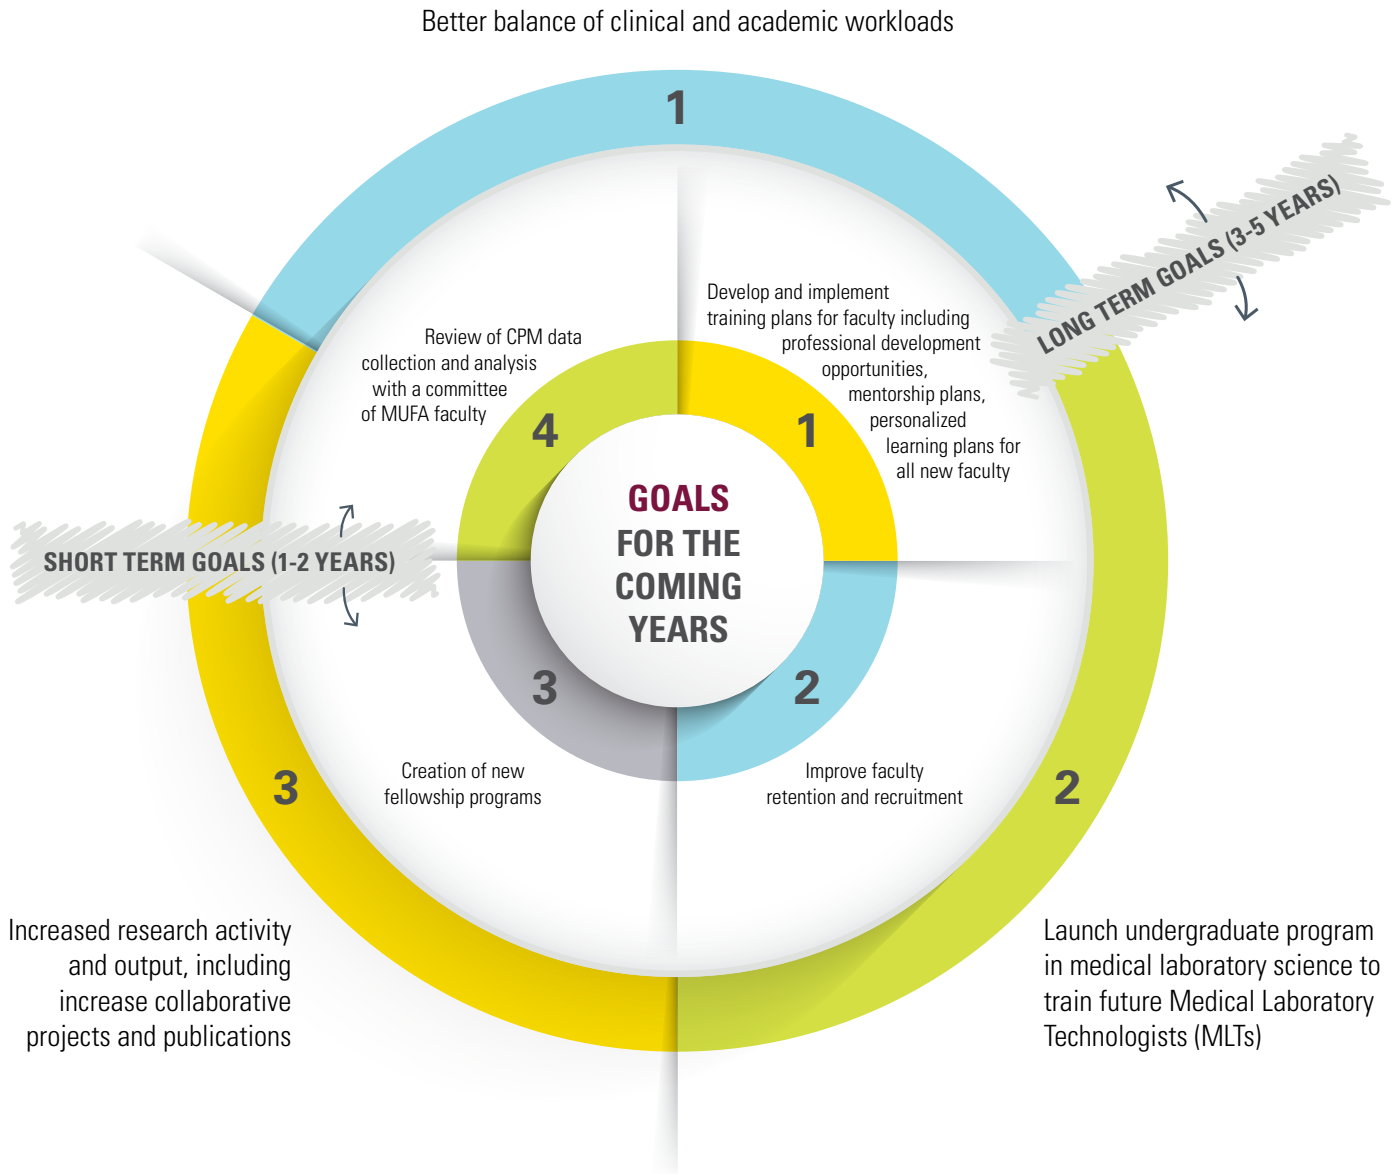 Better balance of clinical and academic workloads
1
LONG TERM GOALS (3-5 YEARS)
Develop and implement
training plans for faculty including
professional development
opportunities,
mentorship plans,
personalized
learning plans for
all new faculty
Review of CPM data
collection and analysis
with a committee
of MUFA faculty
4
1
GOALS
FOR THE
COMING
YEARS
SHORT TERM GOALS (1-2 YEARS)
3
2
Creation of new
fellowship programs
Improve faculty
retention and recruitment
3
2
Increased research activity
and output, including
increase collaborative
projects and publications
Launch undergraduate program
in medical laboratory science to
train future Medical Laboratory
Technologists (MLTs)